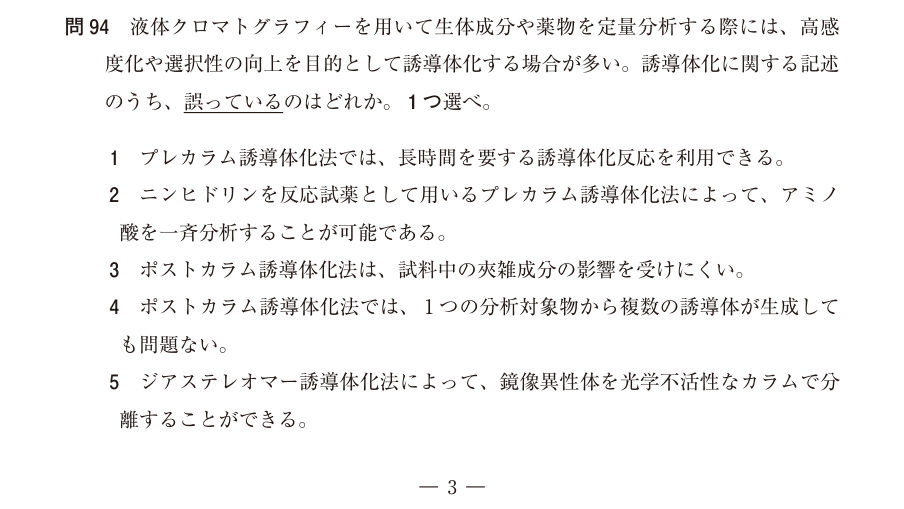 問94　液体クロマトグラフィーを用いて生体成分や薬物を定量分析する際には、高感
度化や選択性の向上を目的として誘導体化する場合が多い。誘導体化に関する記述
のうち、誤っているのはどれか。1つ選べ。
1　プレカラム誘導体化法では、長時間を要する誘導体化反応を利用できる。
2　ニンヒドリンを反応試薬として用いるプレカラム誘導体化法によって、アミノ
酸を一斉分析することが可能である。
3　ポストカラム誘導体化法は、試料中の夾雑成分の影響を受けにくい。
4　ポストカラム誘導体化法では、1つの分析対象物から複数の誘導体が生成して
も問題ない。
5　ジアステレオマー誘導体化法によって、鏡像異性体を光学不活性なカラムで分
離することができる。
― 3 ―